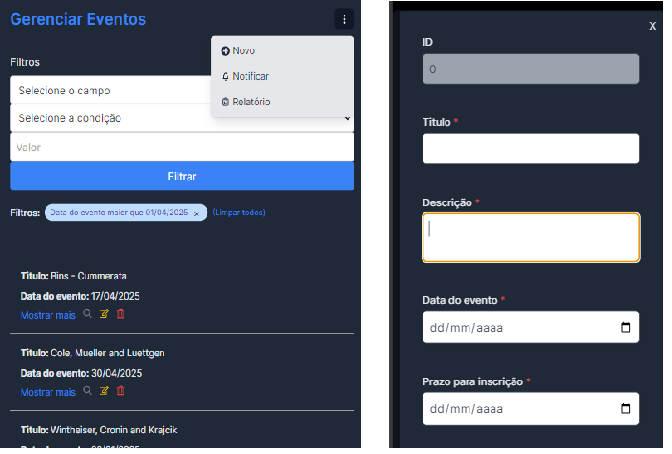 Gerenciar Eventos
Novo
Filtros
Notificar
Selecione o campo
Relatório
Selecione a condição
Valor
Filtrar
Filtros: Data do evento maior que 01/04/2025 x (Limpar todos)
Título: Bins - Cummerata
Data do evento: 17/04/2025
Mostrar mais
Título: Cole, Mueller and Luettgen
Data do evento: 30/04/2025
Mostrar mais
Título: Wintheiser, Cronin and Krajcik
X
ID
0
Título *
Descrição *
Data do evento *
dd/mm/aaaa
Prazo para inscrição *
dd/mm/aaaa